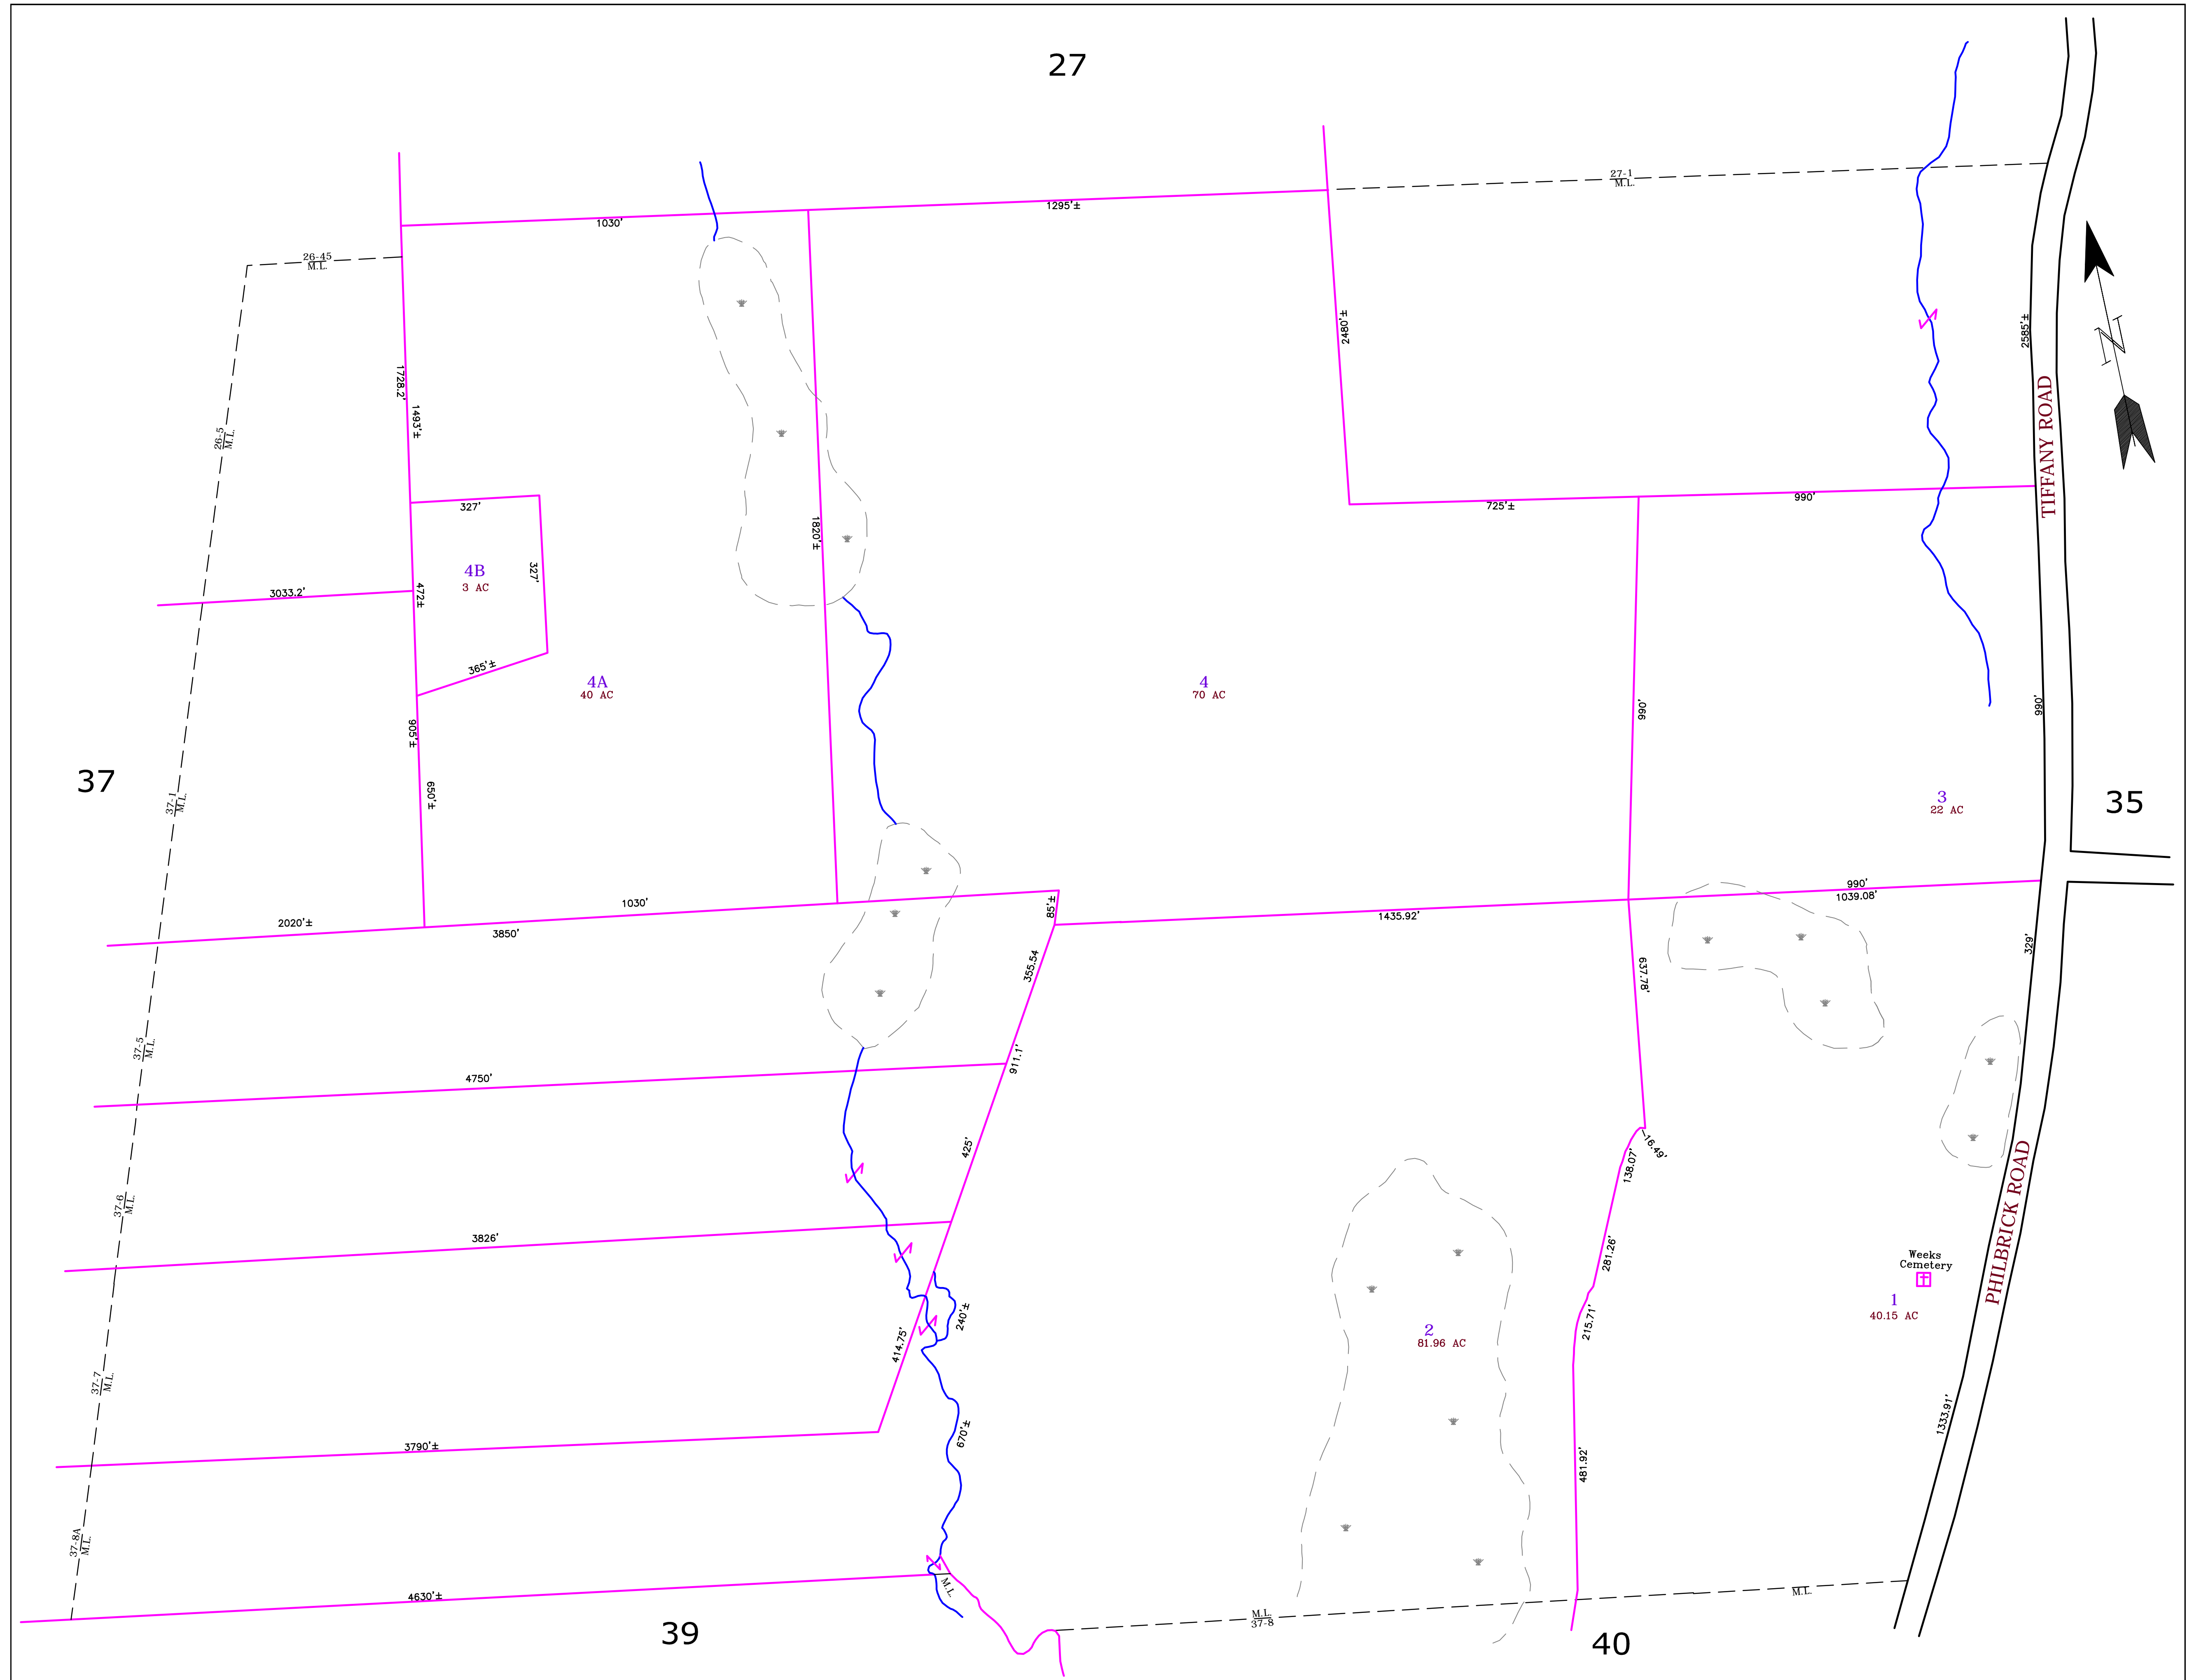 27
27-1
M.L.
1295'±
1030'
26-45
M.L.
2480'±
2585'±
N
1728.2'
1493'±
26-5
M.L.
TIFFANY ROAD
327'
725'±
990'
1820'±
4B
3 AC
327'
472±
3033.2'
365'±
4A
40 AC
4
70 AC
990'
990'
905'±
37
650'±
37-1
M.L.
3
22 AC
35
990'
1039.08'
1030'
85'±
1435.92'
2020'±
3850'
329'
355.54
637.78'
37-5
M.L.
911.1'
4750'
425'
16.49'
138.07'
37-6
M.L.
3826'
PHILBRICK ROAD
281.26'
Weeks
Cemetery
1
40.15 AC
240'±
215.71'
2
81.96 AC
414.75'
37-7
M.L.
1333.91'
670'±
3790'±
481.92'
37-8A
M.L.
4630'±
M.L.
M.L.
M.L.
37-8
39
40